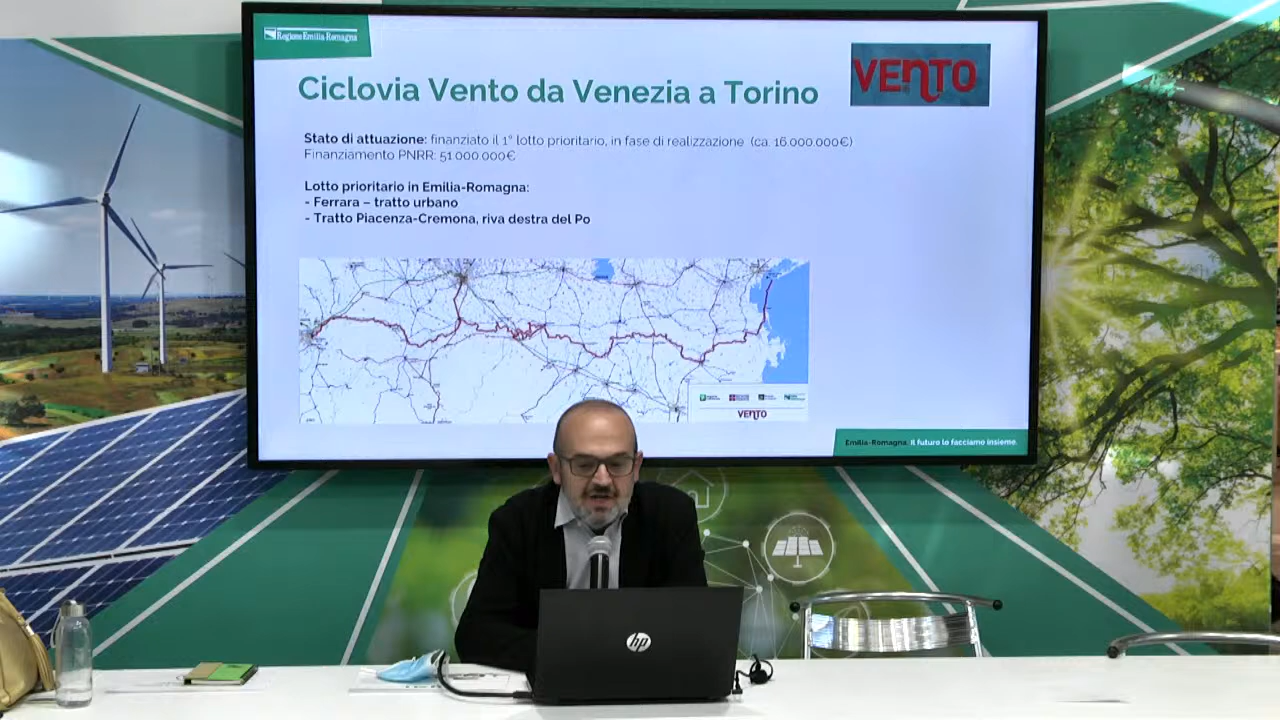 Regione Emilia Romagna
VENTO
Ciclovia Vento da Venezia a Torino
Stato di attuazione: finanziato il 1° lotto prioritario, in fase di realizzazione (ca. 16.000.000€)
Finanziamento PNRR: 51.000.000€
Lotto prioritario in Emilia-Romagna:
- Ferrara – tratto urbano
- Tratto Piacenza-Cremona, riva destra del Po
VENTO
Emilia-Romagna. Il futuro lo facciamo insieme.
hp